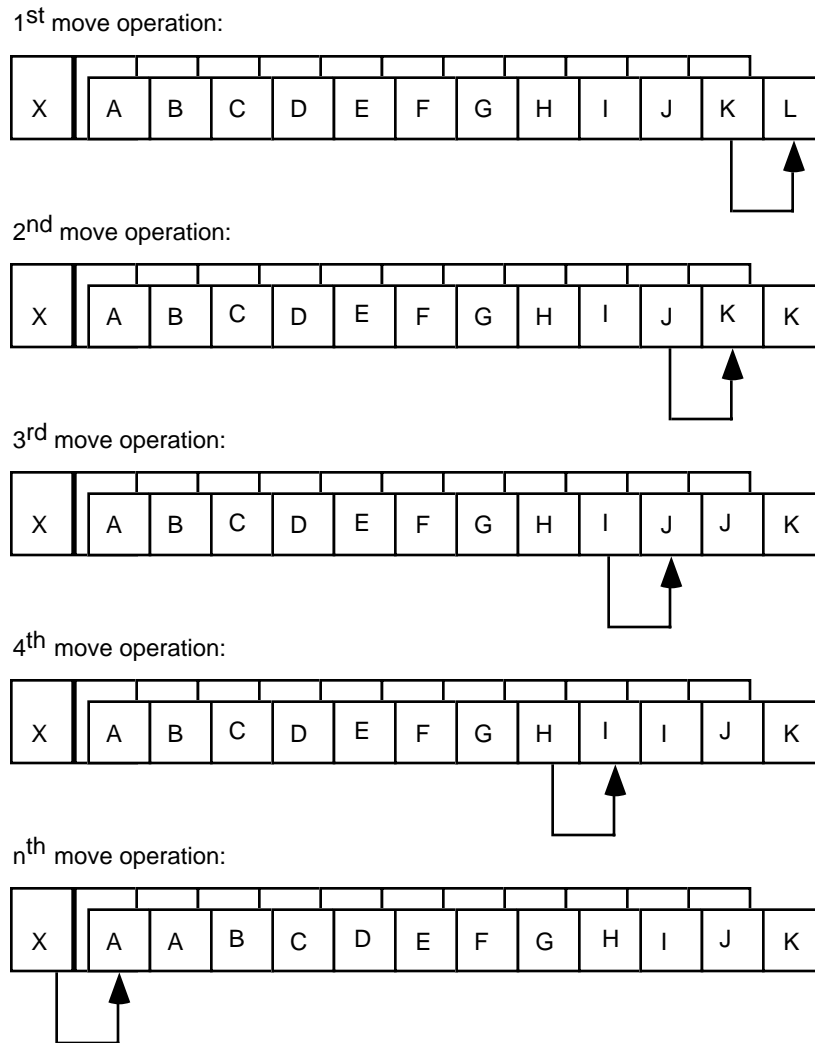 1st move operation:
X A B C D E F G H I J K L
2nd move operation:
X A B C D E F G H I J K K
3rd move operation:
X A B C D E F G H I J J K
4th move operation:
X A B C D E F G H I I J K
nth move operation:
X A A B C D E F G H I J K